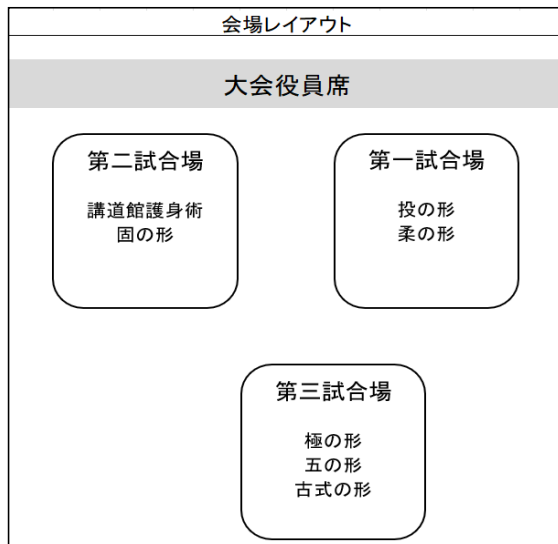 会場レイアウト
大会役員席
第二試合場
講道館護身術
固の形
第一試合場
投の形
柔の形
第三試合場
極の形
五の形
古式の形